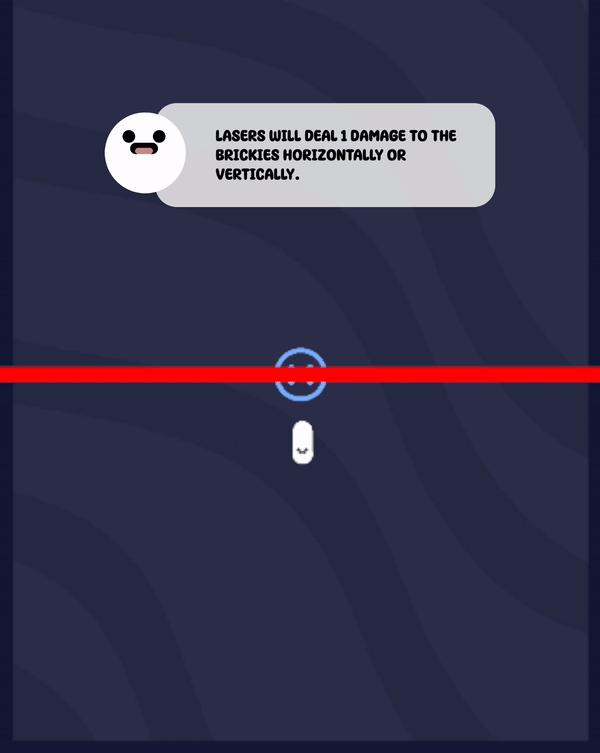 LASERS WILL DEAL 1 DAMAGE TO THE
BRICKIES HORIZONTALLY OR
VERTICALLY.